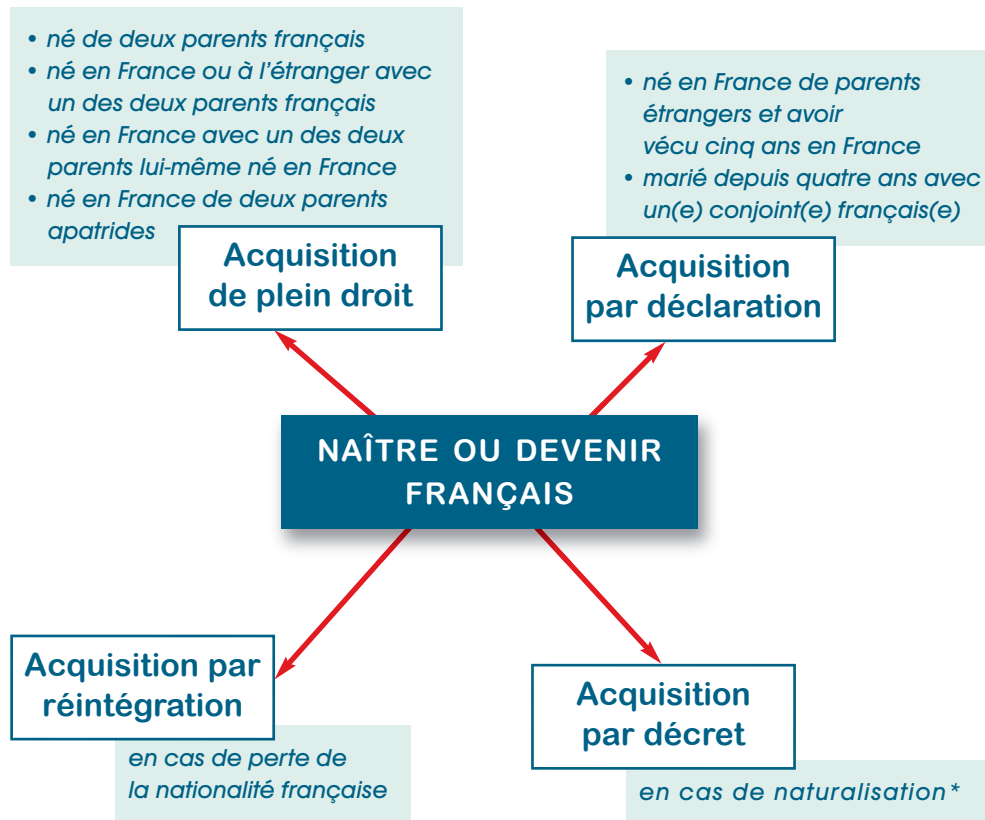 • né de deux parents français
• né en France ou à l'étranger avec
un des deux parents français
• né en France avec un des deux
parents lui-même né en France
• né en France de deux parents
apatrides
Acquisition
de plein droit
• né en France de parents
étrangers et avoir
vécu cinq ans en France
• marié depuis quatre ans avec
un(e) conjoint(e) français(e)
Acquisition
par déclaration
NAÎTRE OU DEVENIR
FRANÇAIS
Acquisition par
réintégration
en cas de perte de
la nationalité française
Acquisition
par décret
en cas de naturalisation*